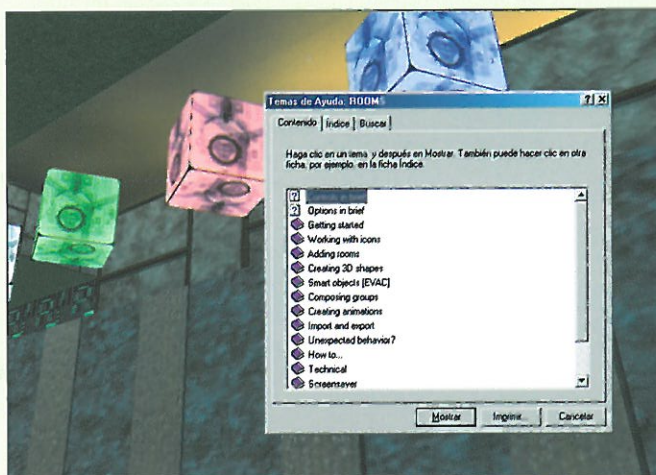 Temas de Ayuda: ROOMS
Contenido
Índice
Buscar
Haga clic en un tema y después en Mostrar. También puede hacer clic en otra
ficha, por ejemplo, en la ficha Índice.
in brief
Options in brief
Getting started
Working with icons
Adding rooms
Creating 3D shapes
Smart objects [EVAC]
Composing groups
Creating animations
Import and export
Unexpected behavior?
How to...
Technical
Screensaver
Mostrar
Imprimir...
Cancelar